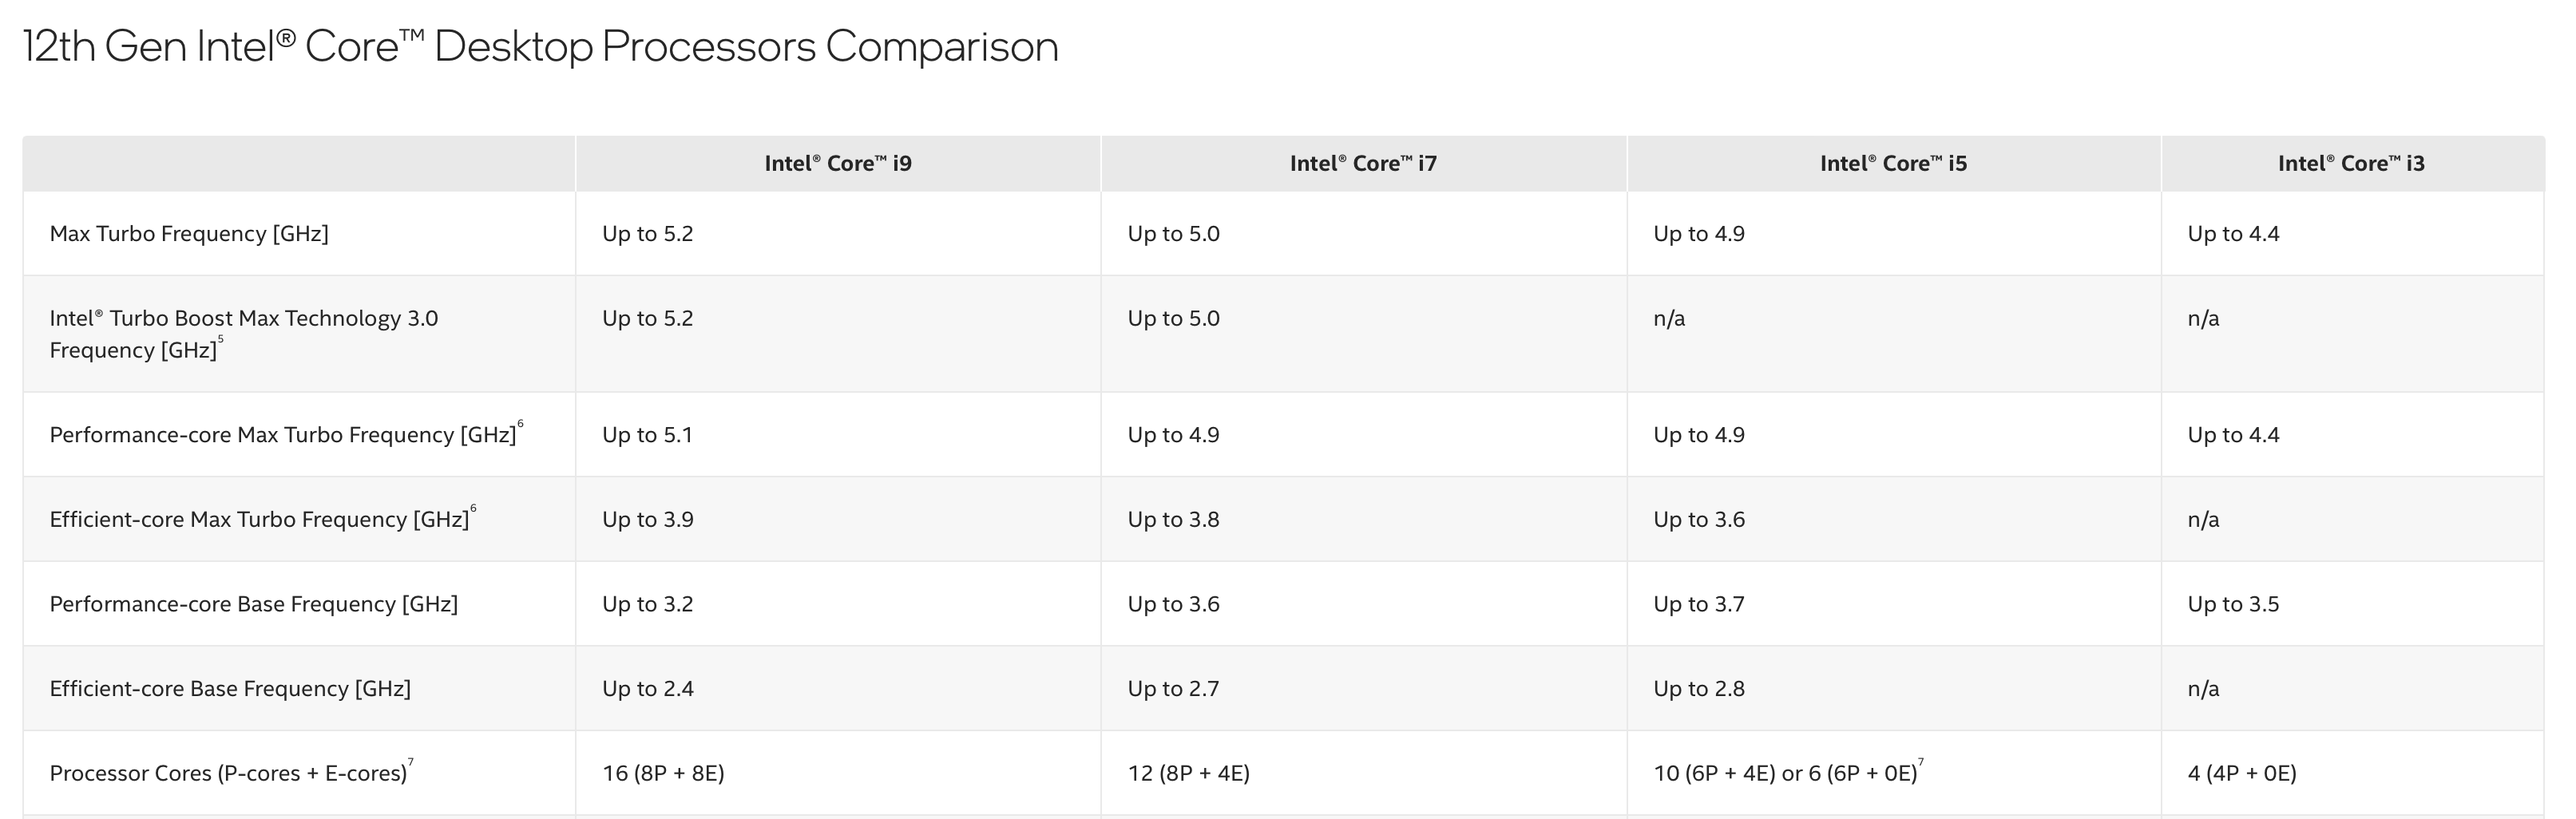 12th Gen Intel® Core™ Desktop Processors Comparison
Intel® Core™ i9 Intel® Core™ i7 Intel® Core™ i5 Intel® Core™ i3
Max Turbo Frequency [GHz] Up to 5.2 Up to 5.0 Up to 4.9 Up to 4.4
Intel® Turbo Boost Max Technology 3.0 Up to 5.2 Up to 5.0 n/a n/a
Frequency [GHz]⁵
Performance-core Max Turbo Frequency [GHz]⁶ Up to 5.1 Up to 4.9 Up to 4.9 Up to 4.4
Efficient-core Max Turbo Frequency [GHz]⁶ Up to 3.9 Up to 3.8 Up to 3.6 n/a
Performance-core Base Frequency [GHz] Up to 3.2 Up to 3.6 Up to 3.7 Up to 3.5
Efficient-core Base Frequency [GHz] Up to 2.4 Up to 2.7 Up to 2.8 n/a
Processor Cores (P-cores + E-cores)⁷ 16 (8P + 8E) 12 (8P + 4E) 10 (6P + 4E) or 6 (6P + 0E)⁷ 4 (4P + 0E)